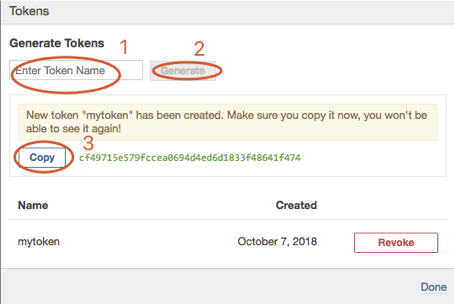 Tokens
Generate Tokens
1
2
Enter Token Name
Generate
New token "mytoken" has been created. Make sure you copy it now, you won't be
able to see it again!
3
Copy cf49715e579fccea0694d4ed6d1833f48641f474
Name Created
mytoken October 7, 2018 Revoke
Done